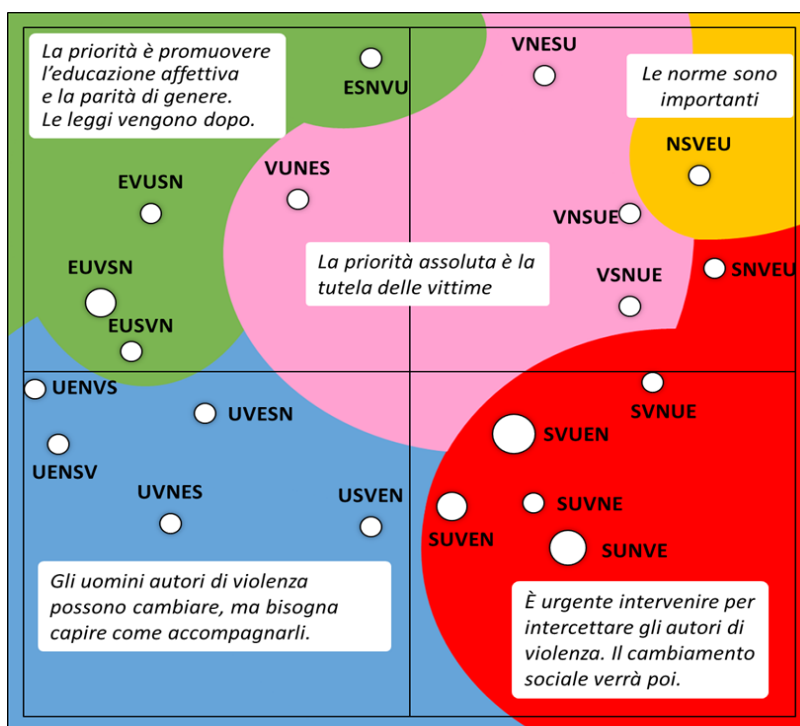 La priorità è promuovere
l'educazione affettiva
e la parità di genere.
Le leggi vengono dopo.
ESNVU
VNESU
Le norme sono
importanti
NSVEU
EVUSN
VUNES
VNSUE
La priorità assoluta è la
tutela delle vittime
EUVSN
VSNUE
SNVEU
EUSVN
UENVS
UVESN
SVNUE
SVUEN
UENSV
UVNES
USVEN
SUVEN
SUVNE
SUNVE
Gli uomini autori di violenza
possono cambiare, ma bisogna
capire come accompagnarli.
È urgente intervenire per
intercettare gli autori di
violenza. Il cambiamento
sociale verrà poi.